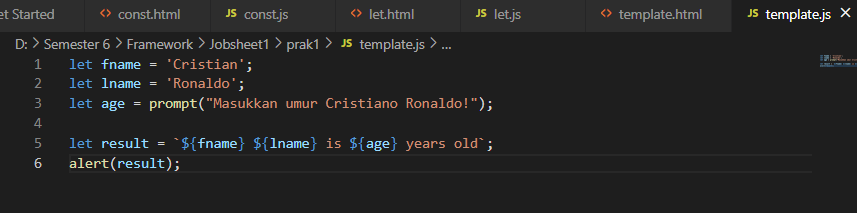 et Started
<> const.html
JS const.js
<> let.html
JS let.js
<> template.html
JS template.js ×
D: > Semester 6 > Framework > Jobsheet1 > prak1 > JS template.js > ...
1 let fname = 'Cristian';
2 let lname = 'Ronaldo';
3 let age = prompt("Masukkan umur Cristiano Ronaldo!");
4
5 let result = `${fname} ${lname} is ${age} years old`;
6 alert(result);